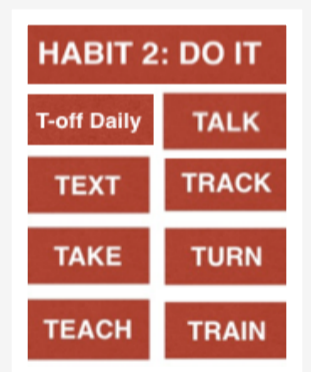 HABIT 2: DO IT
T-off Daily
TALK
TEXT
TRACK
TAKE
TURN
TEACH
TRAIN